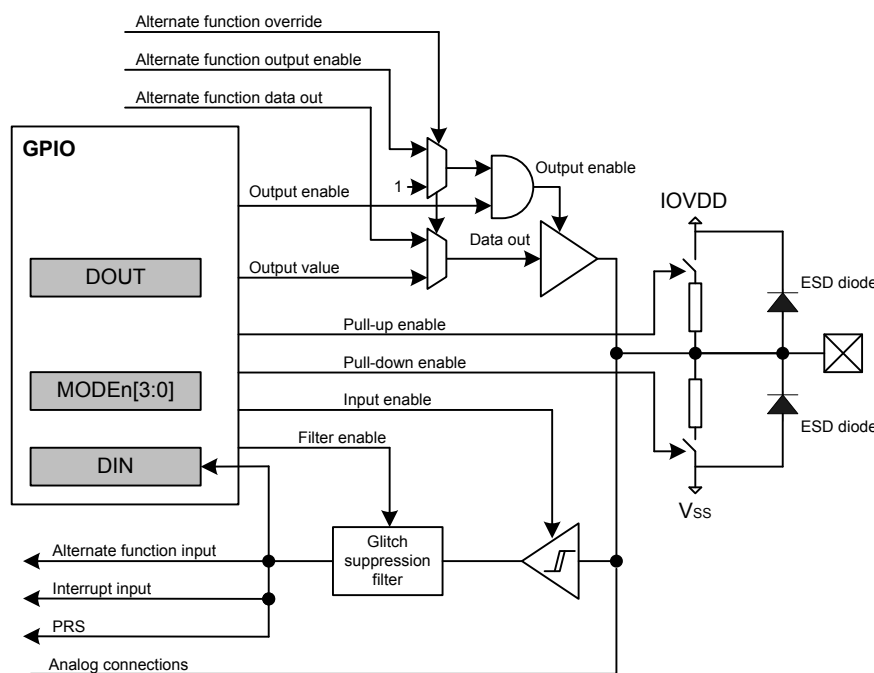 Alternate function override
Alternate function output enable
Alternate function data out
GPIO
Output enable
1
Output enable
IOVDD
Data out
DOUT
Output value
ESD diode
Pull-up enable
Pull-down enable
MODEn[3:0]
Input enable
ESD diode
Filter enable
DIN
VSS
Glitch
suppression
filter
Alternate function input
Interrupt input
PRS
Analog connections